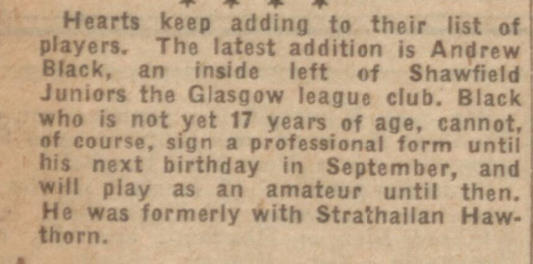 Hearts keep adding to their list of
players. The latest addition is Andrew
Black, an inside left of Shawfield
Juniors the Glasgow league club. Black
who is not yet 17 years of age, cannot,
of course, sign a professional form until
his next birthday in September, and
will play as an amateur until then.
He was formerly with Strathallan Haw-
thorn.